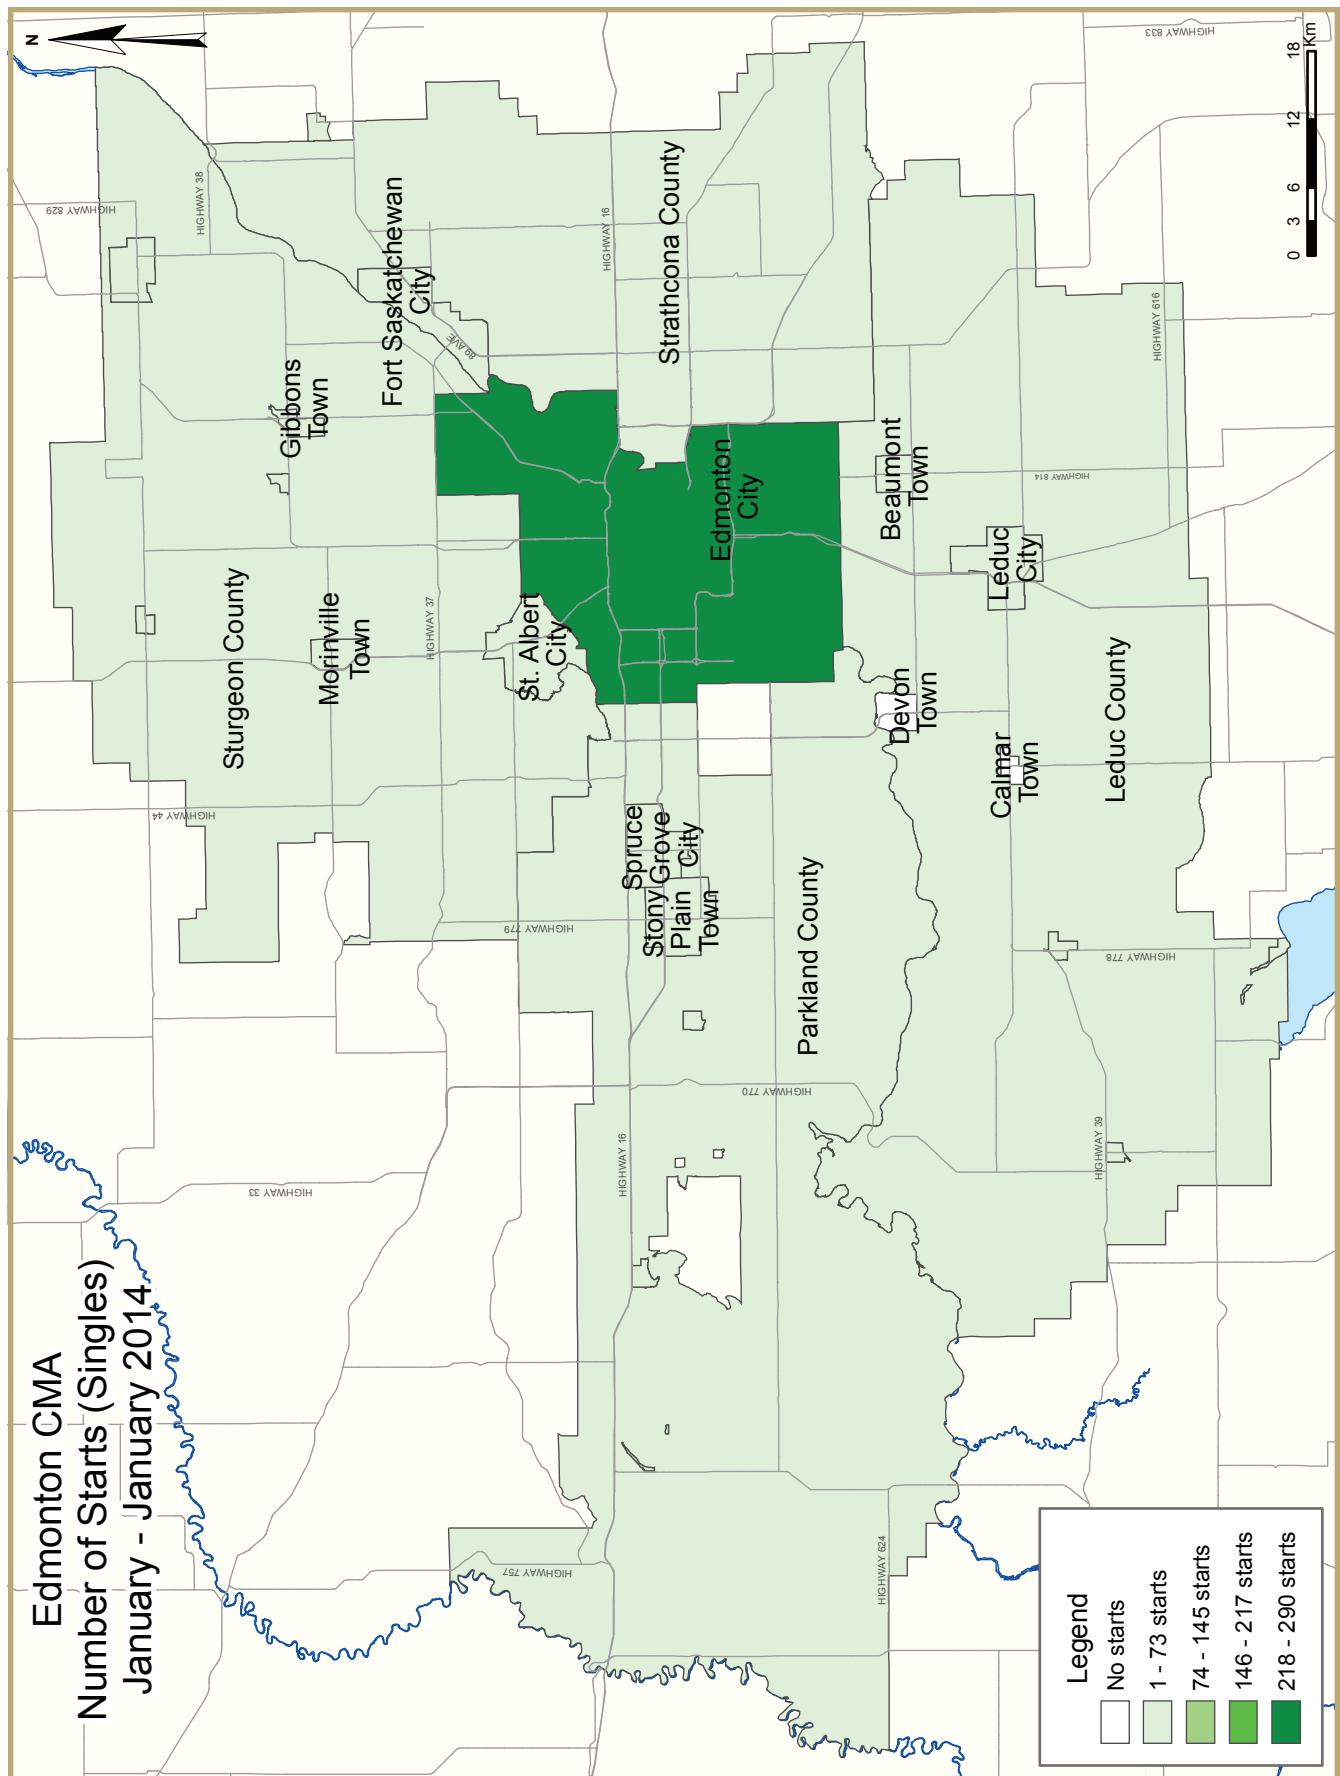 Edmonton CMA
Number of Starts (Singles)
January - January 2014
N
HIGHWAY 829
HIGHWAY 38
HIGHWAY 44
HIGHWAY 33
Sturgeon County
Gibbons
Town
Morinville
Town
Fort Saskatchewan
City
89 AVE
HIGHWAY 37
St. Albert
City
HIGHWAY 779
HIGHWAY 757
HIGHWAY 16
HIGHWAY 16
Strathcona County
Edmonton
City
Spruce
Grove
City
Stony
Plain
Town
Parkland County
HIGHWAY 770
HIGHWAY 624
Beaumont
Town
Devon
Town
Leduc
City
Calmar
Town
Leduc County
HIGHWAY 814
HIGHWAY 616
HIGHWAY 833
HIGHWAY 778
HIGHWAY 39
Legend
No starts
1 - 73 starts
74 - 145 starts
146 - 217 starts
218 - 290 starts
0 3 6 12 18
Km